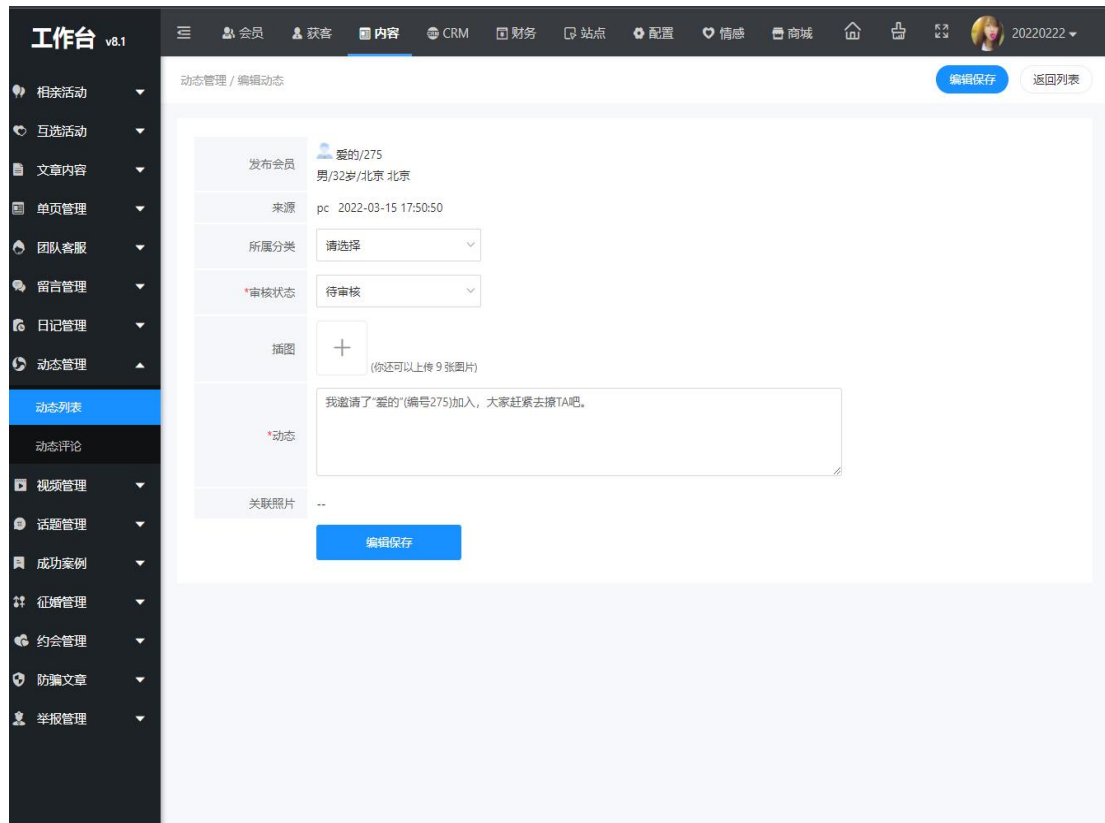 工作台 v8.1
会员 获客 内容 CRM 财务 站点 配置 情感 商城 20220222
动态管理 / 编辑动态 编辑保存 返回列表
相亲活动
互选活动
文章内容
单页管理
团队客服
留言管理
日记管理
动态管理
动态列表
动态评论
视频管理
话题管理
成功案例
征婚管理
约会管理
防骗文章
举报管理
发布会员 爱的/275
男/32岁/北京 北京
来源 pc 2022-03-15 17:50:50
所属分类 请选择
*审核状态 待审核
插图 (你还可以上传 9 张图片)
*动态 我邀请了"爱的"(编号275)加入，大家赶紧去撩TA吧。
关联照片 --
编辑保存